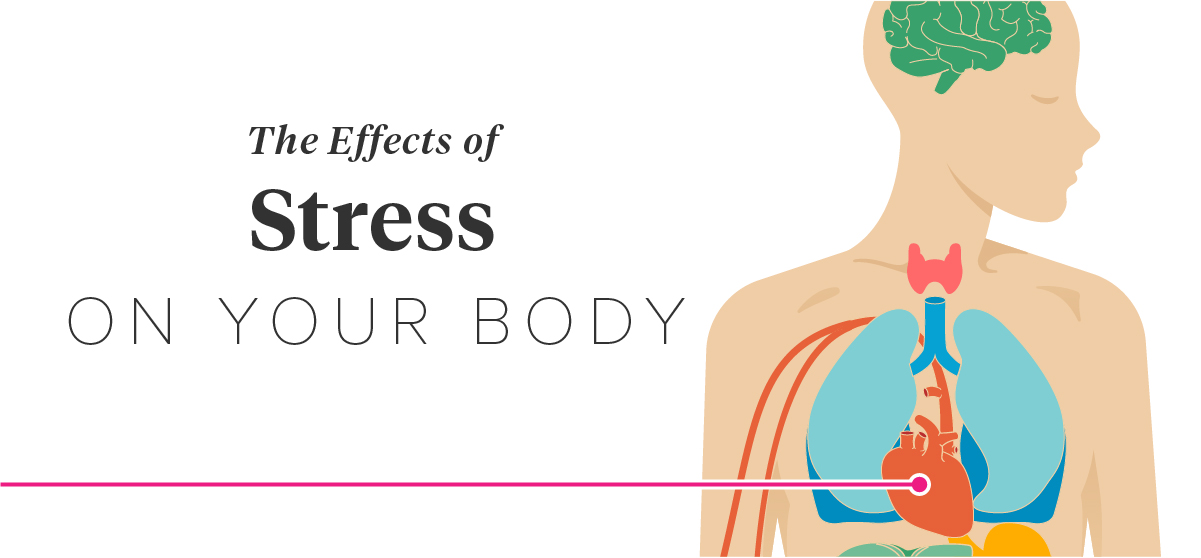 The Effects of
Stress
ON YOUR BODY